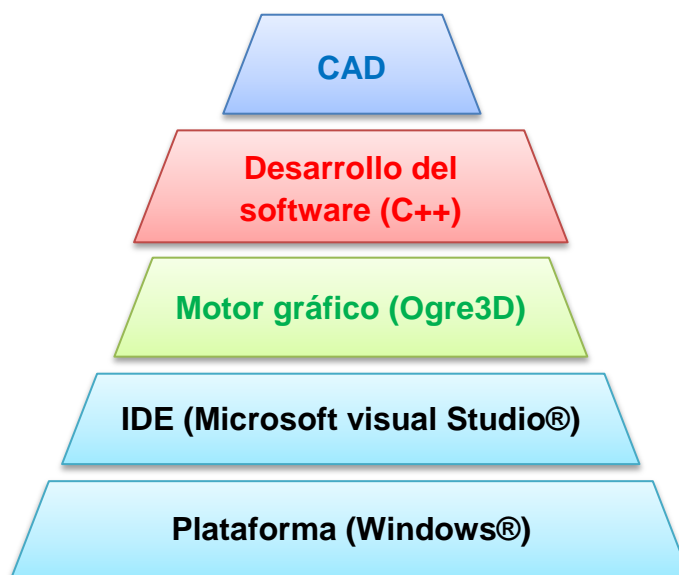 CAD
Desarrollo del
software (C++)
Motor gráfico (Ogre3D)
IDE (Microsoft visual Studio®)
Plataforma (Windows®)